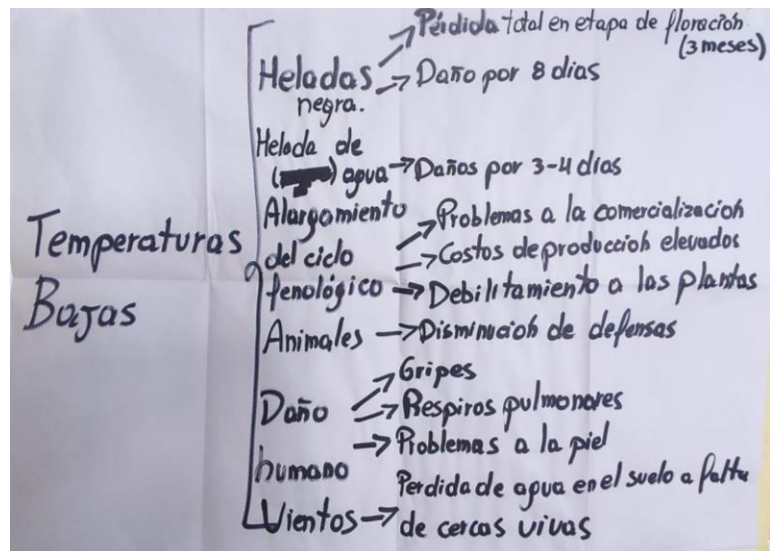 Temperaturas
Bajas
Heladas
negra.
Pérdida total en etapa de floración
(3 meses)
Daño por 8 dias
Helada de
( ) agua → Daños por 3-4 días
Alargamiento
del ciclo
fenológico
→ Problemas a la comercialización
→ Costos de producción elevados
→ Debilitamiento a las plantas
Animales → Disminución de defensas
Daño
humano
→ Gripes
→ Respiros pulmonares
→ Problemas a la piel
Vientos →
Perdida de agua en el suelo a falta
de cercas vivas